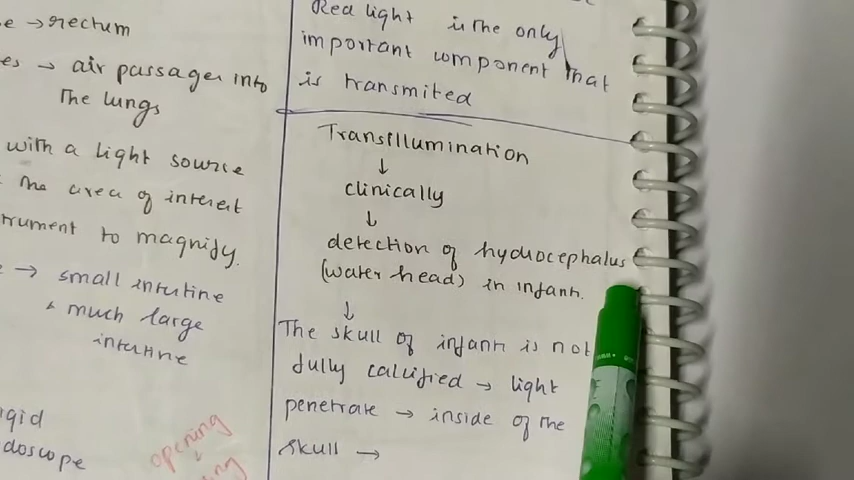 e → rectum
es → air passages into
The lungs
with a light source
the area of interest
trument to magnify.
→ small intestine
& much large
intestine
gid
doscope
opening
Red light is the only
important component that
is transmited
Transillumination
↓
clinically
↓
detection of hydrocephalus
(water head) in infant.
↓
The skull of infant is not
fully calcified → light
penetrate → inside of the
skull →